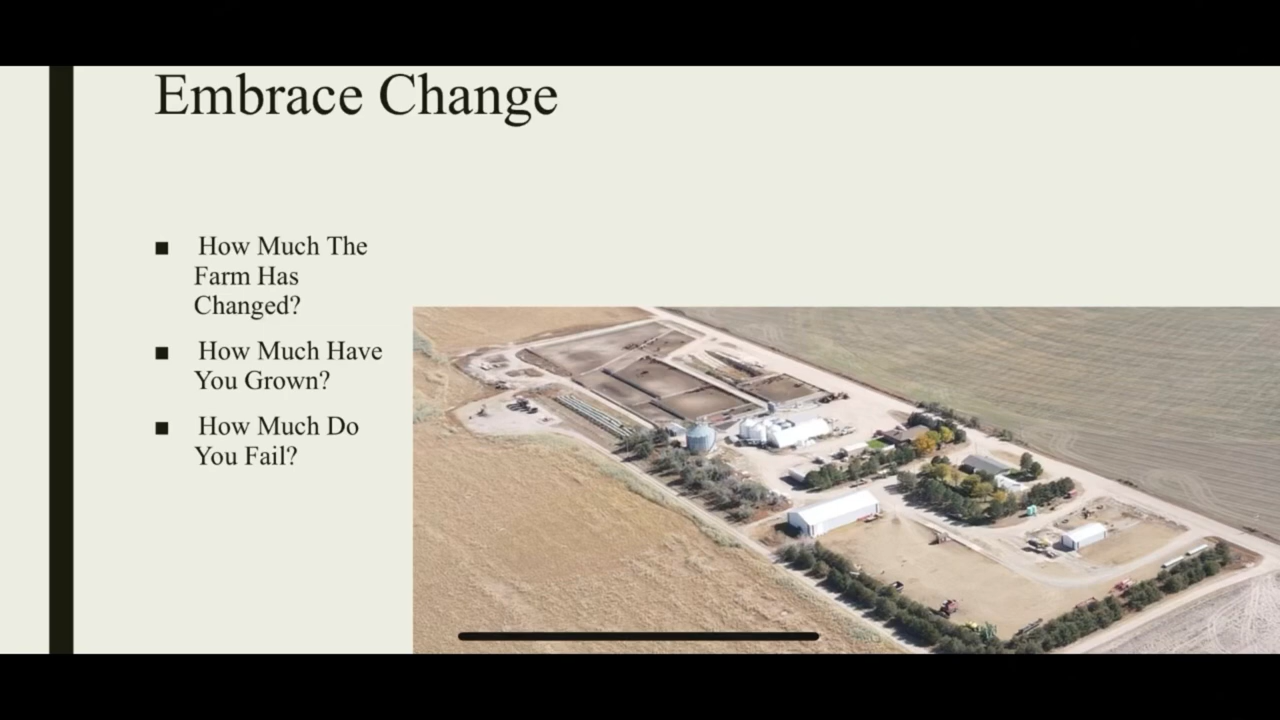 Embrace Change
■ How Much The
Farm Has
Changed?
■ How Much Have
You Grown?
■ How Much Do
You Fail?